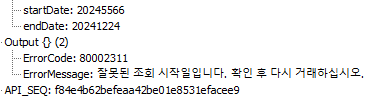 startDate: 20245566
endDate: 20241224
Output {} (2)
ErrorCode: 80002311
ErrorMessage: 잘못된 조회 시작일입니다. 확인 후 다시 거래하십시오.
API_SEQ: f84e4b62befeaa42be01e8531efacee9